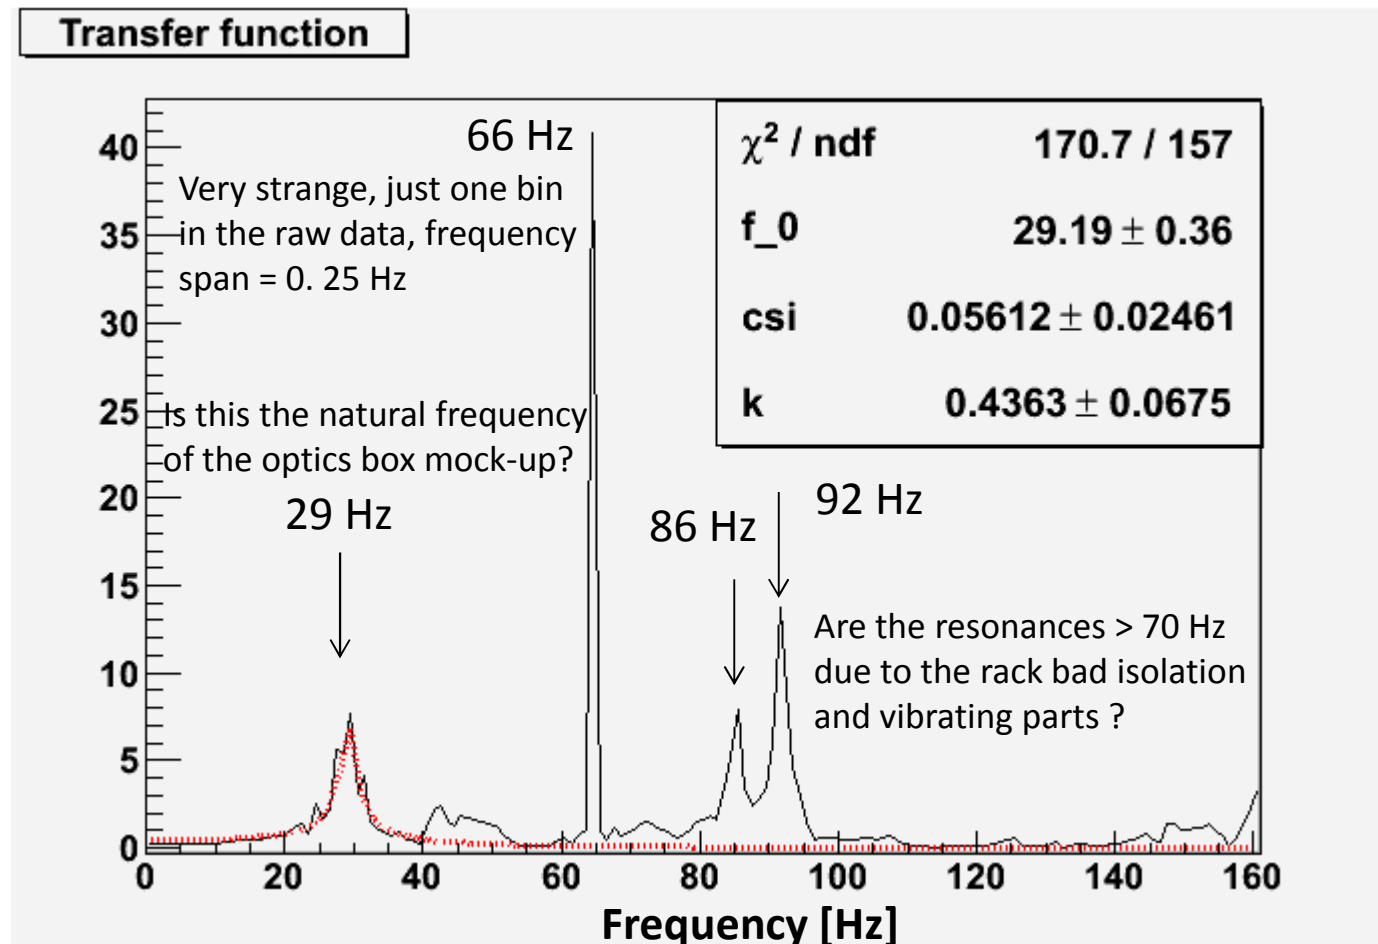 Transfer function
66 Hz
Very strange, just one bin
in the raw data, frequency
span = 0. 25 Hz
Is this the natural frequency
of the optics box mock-up?
29 Hz
86 Hz
92 Hz
Are the resonances > 70 Hz
due to the rack bad isolation
and vibrating parts ?
χ² / ndf 170.7 / 157
f_0 29.19 ± 0.36
csi 0.05612 ± 0.02461
k 0.4363 ± 0.0675
40
35
30
25
20
15
10
5
0
0 20 40 60 80 100 120 140 160
Frequency [Hz]